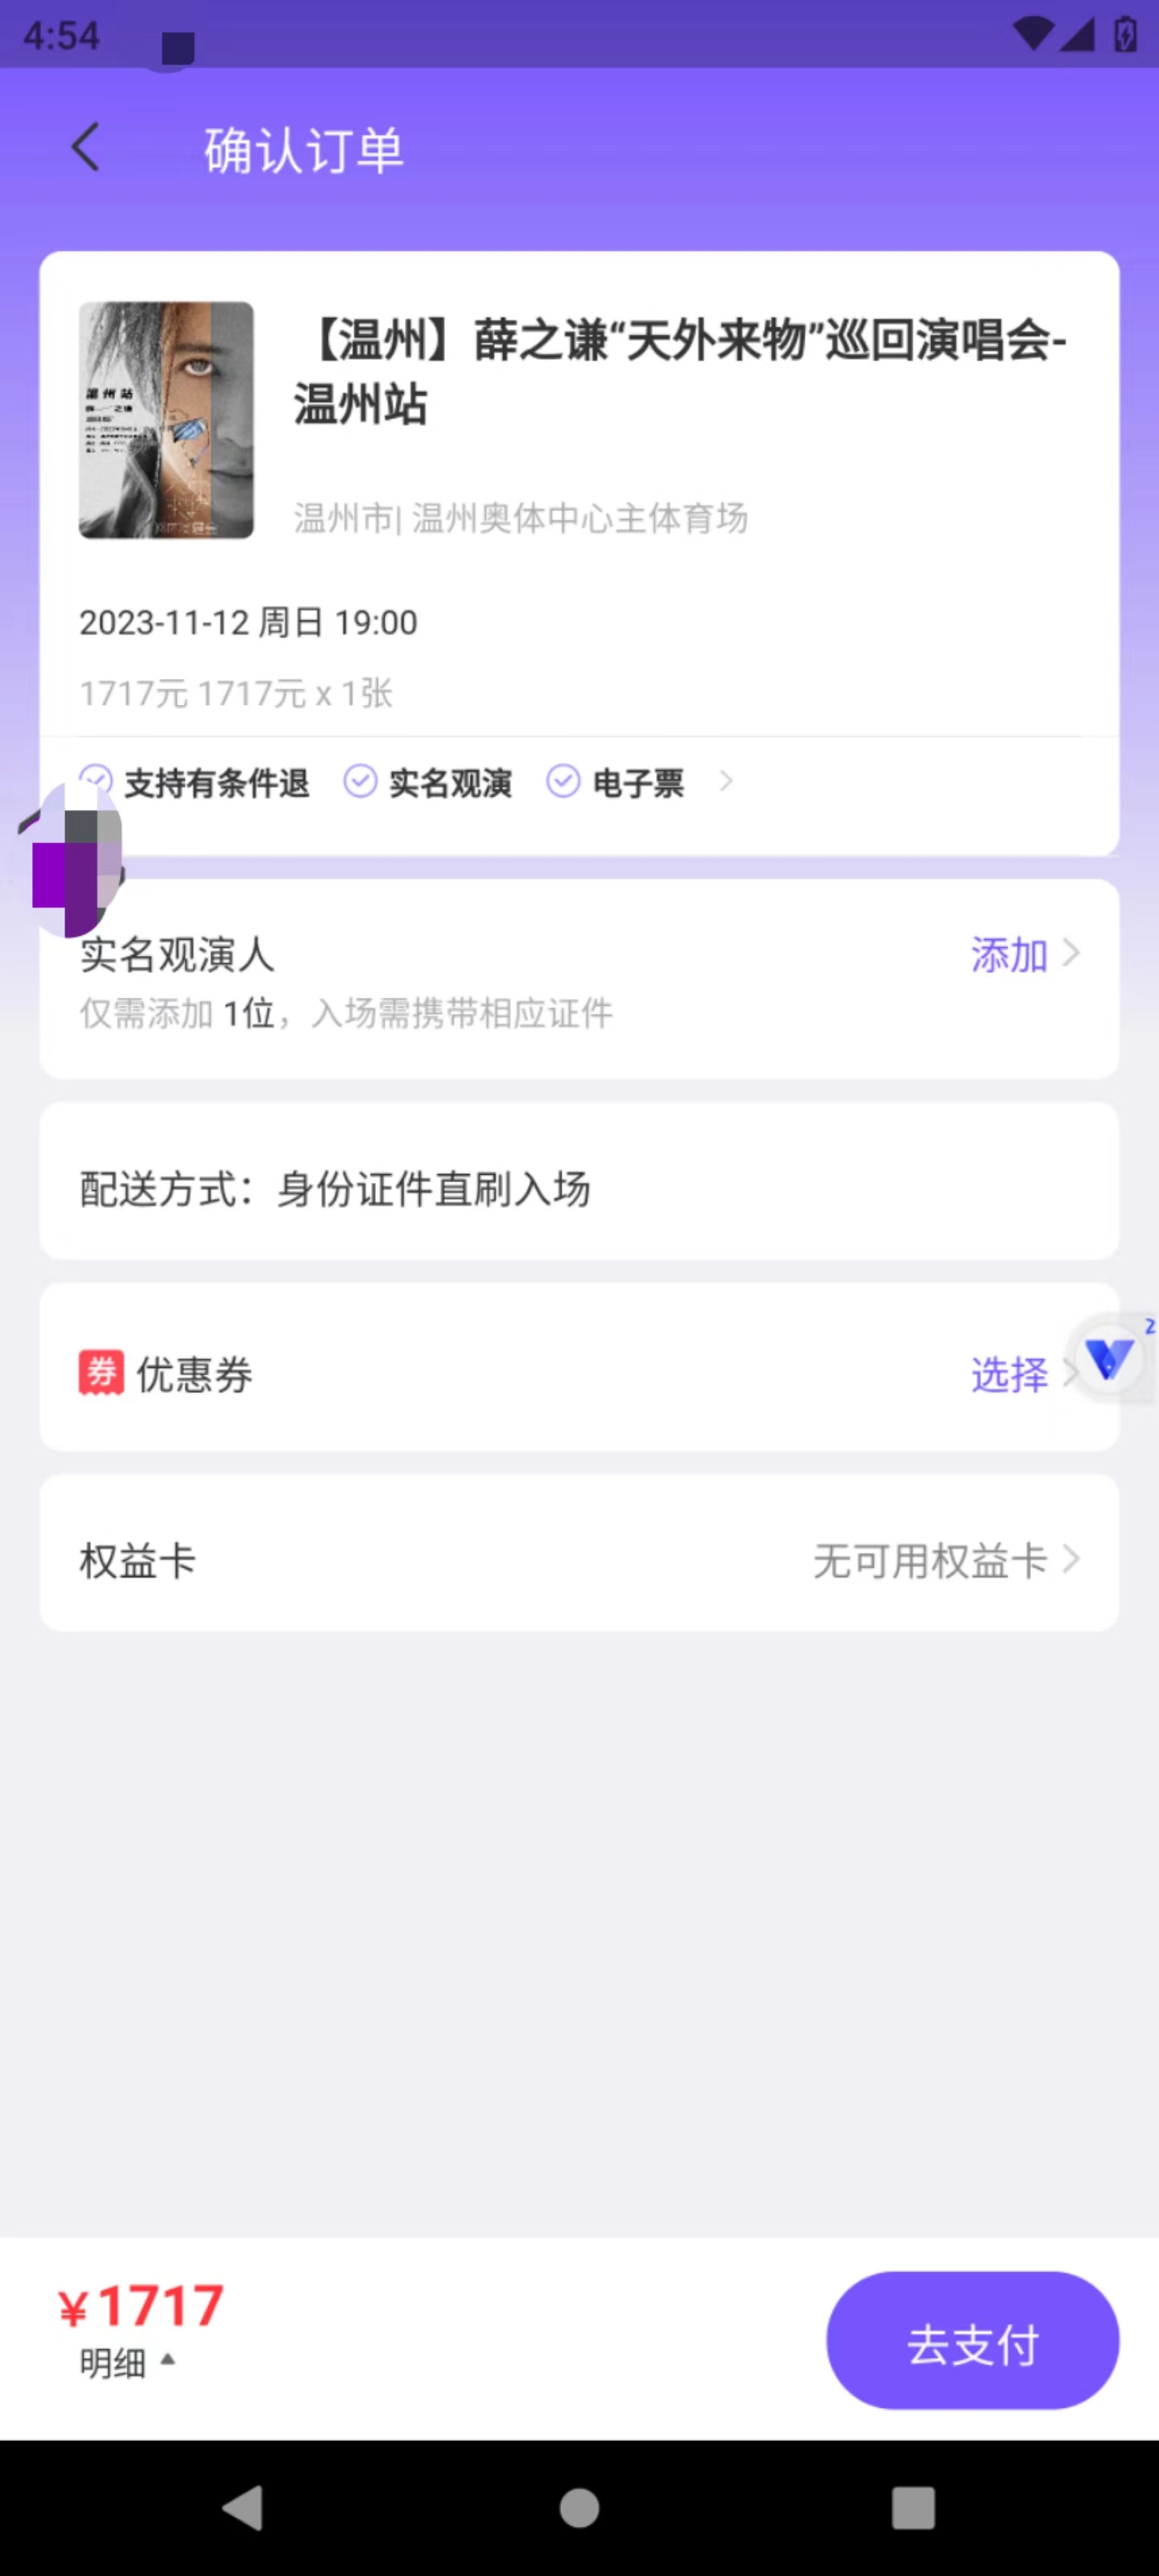 4:54
确认订单
温州站
【温州】薛之谦“天外来物”巡回演唱会-
温州站
温州市| 温州奥体中心主体育场
2023-11-12 周日 19:00
1717元 1717元 x 1张
支持有条件退 实名观演 电子票
实名观演人 添加
仅需添加 1位，入场需携带相应证件
配送方式：身份证件直刷入场
2
券 优惠券 选择
权益卡 无可用权益卡
¥1717
明细
去支付